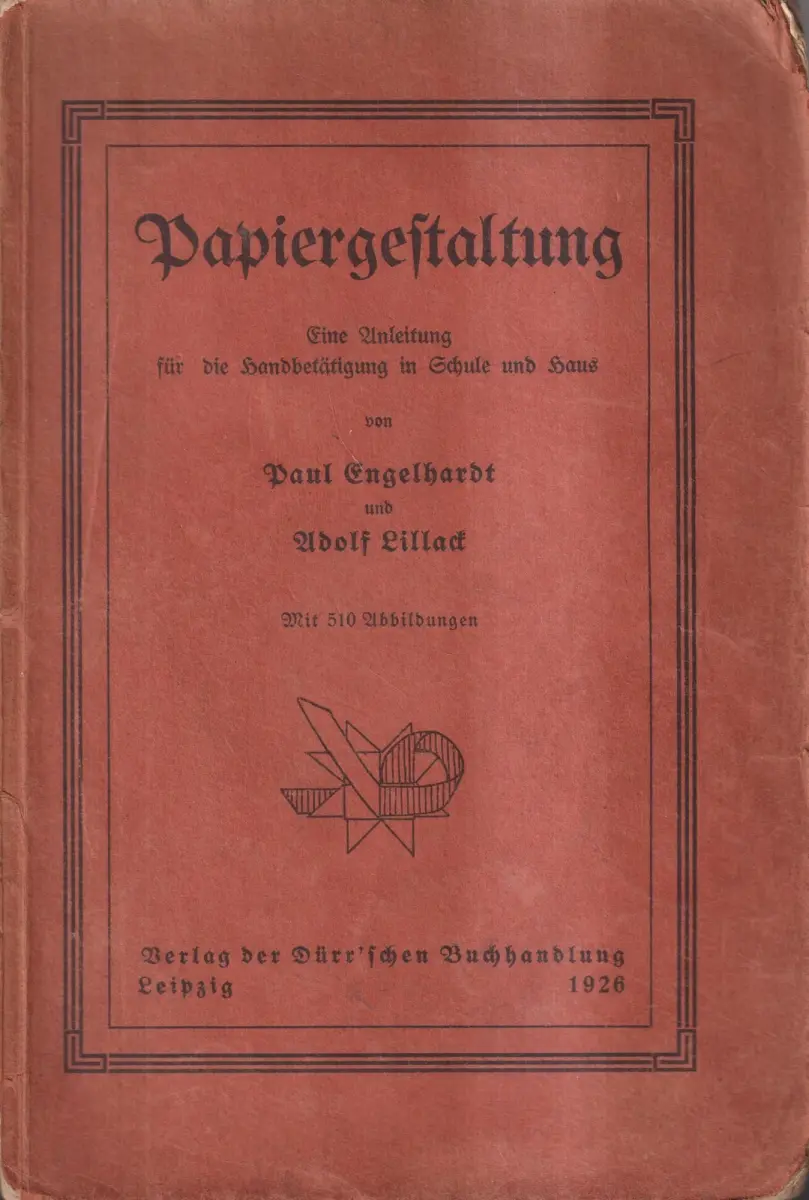 Papiergestaltung
Eine Anleitung
für die Handbetätigung in Schule und Haus
von
Paul Engelhardt
und
Adolf Lillack
Mit 510 Abbildungen
Verlag der Dürr'schen Buchhandlung
Leipzig 1926